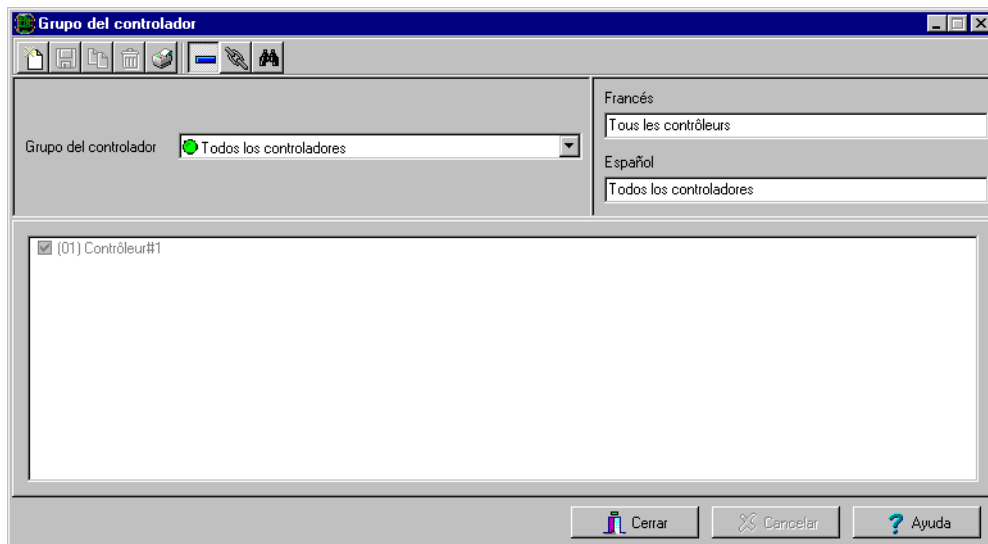 Grupo del controlador
Francés
Tous les contrôleurs
Grupo del controlador
Todos los controladores
Español
Todos los controladores
(01) Contrôleur#1
Cerrar
Cancelar
Ayuda